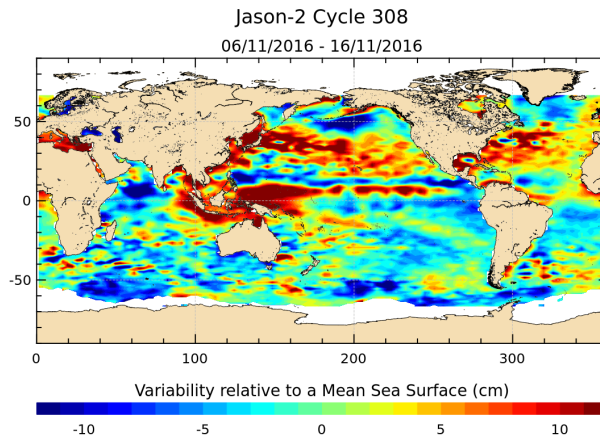 Jason-2 Cycle 308
06/11/2016 - 16/11/2016
50
0
-50
0 100 200 300
Variability relative to a Mean Sea Surface (cm)
-10 -5 0 5 10